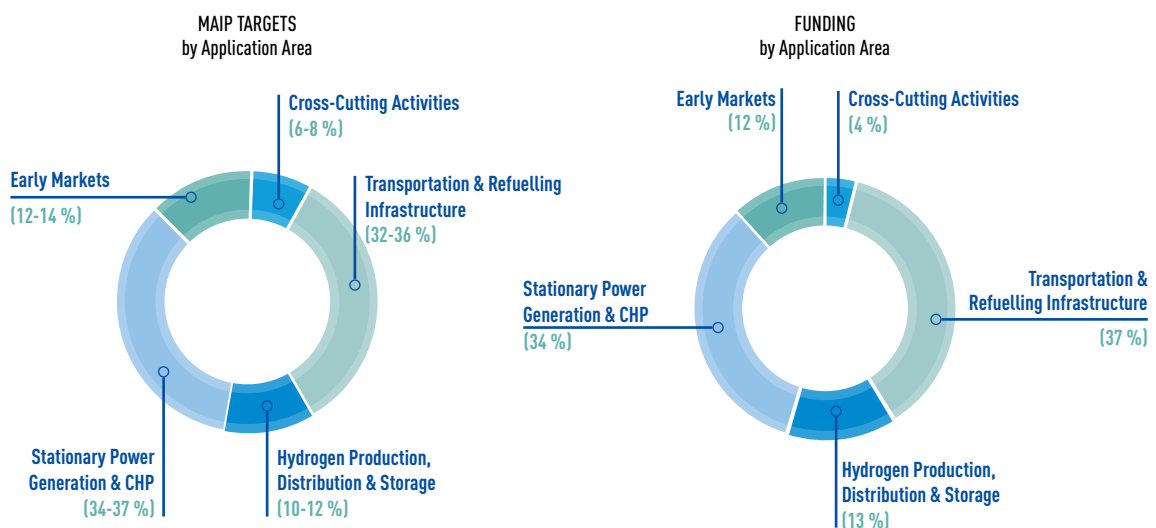 MAIP TARGETS
by Application Area
Cross-Cutting Activities
(6-8 %)
Early Markets
(12-14 %)
Transportation & Refuelling
Infrastructure
(32-36 %)
Stationary Power
Generation & CHP
(34-37 %)
Hydrogen Production,
Distribution & Storage
(10-12 %)
FUNDING
by Application Area
Early Markets
(12 %)
Cross-Cutting Activities
(4 %)
Stationary Power
Generation & CHP
(34 %)
Transportation &
Refuelling Infrastructure
(37 %)
Hydrogen Production,
Distribution & Storage
(13 %)